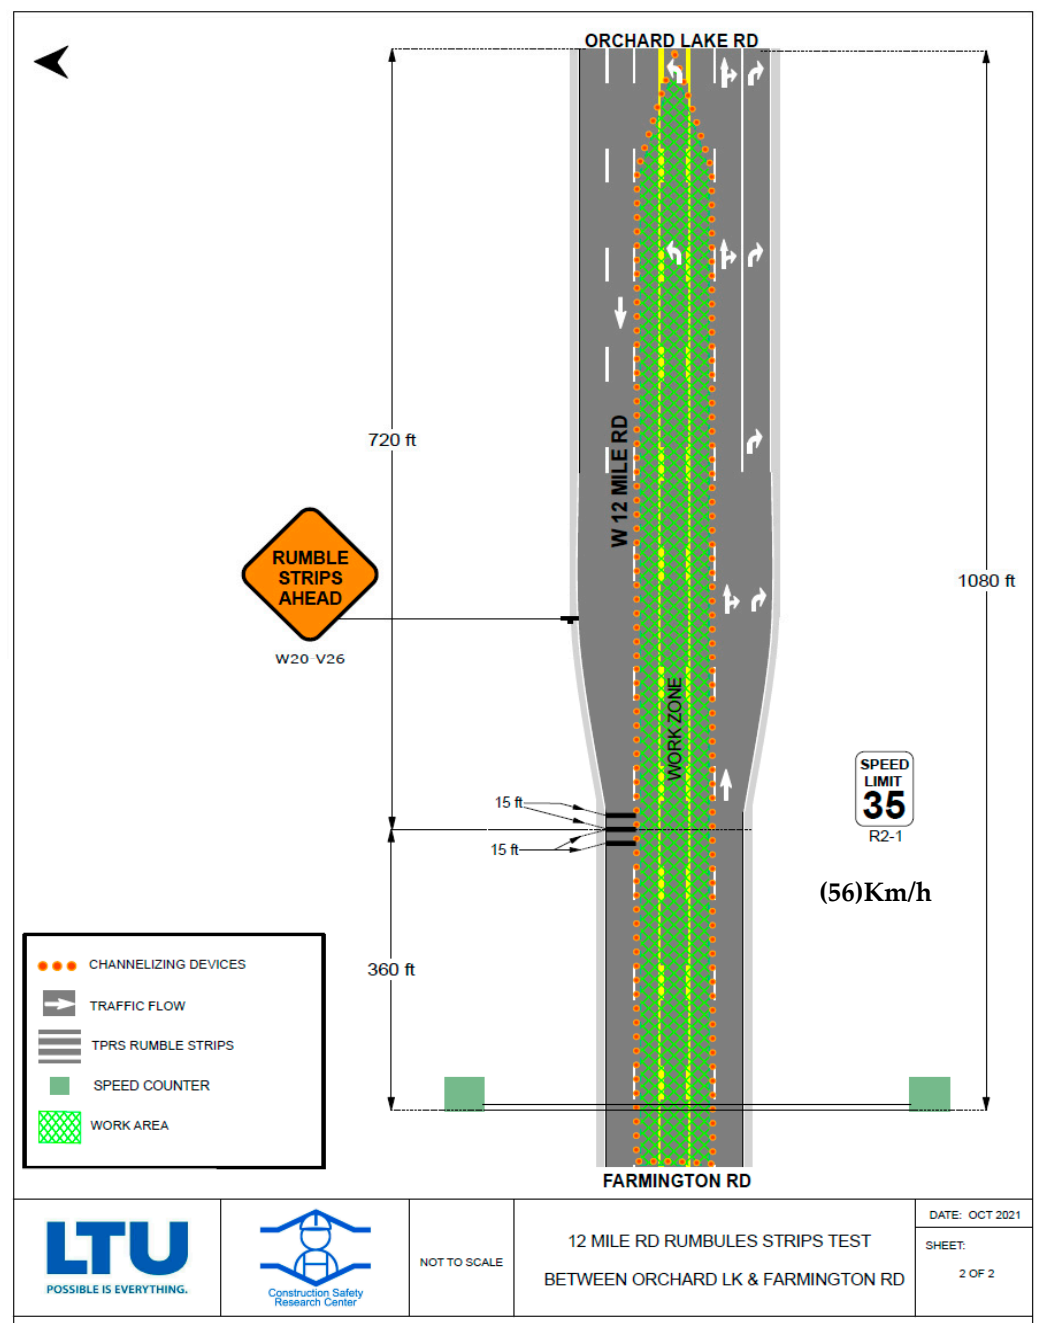 ORCHARD LAKE RD
720 ft
W 12 MILE RD
RUMBLE
STRIPS
AHEAD
W20-V26
1080 ft
WORK ZONE
SPEED
LIMIT
35
R2-1
15 ft
15 ft
(56)Km/h
360 ft
CHANNELIZING DEVICES
TRAFFIC FLOW
TPRS RUMBLE STRIPS
SPEED COUNTER
WORK AREA
FARMINGTON RD
LTU
POSSIBLE IS EVERYTHING.
Construction Safety
Research Center
NOT TO SCALE
12 MILE RD RUMBULES STRIPS TEST
BETWEEN ORCHARD LK & FARMINGTON RD
DATE: OCT 2021
SHEET:
2 OF 2